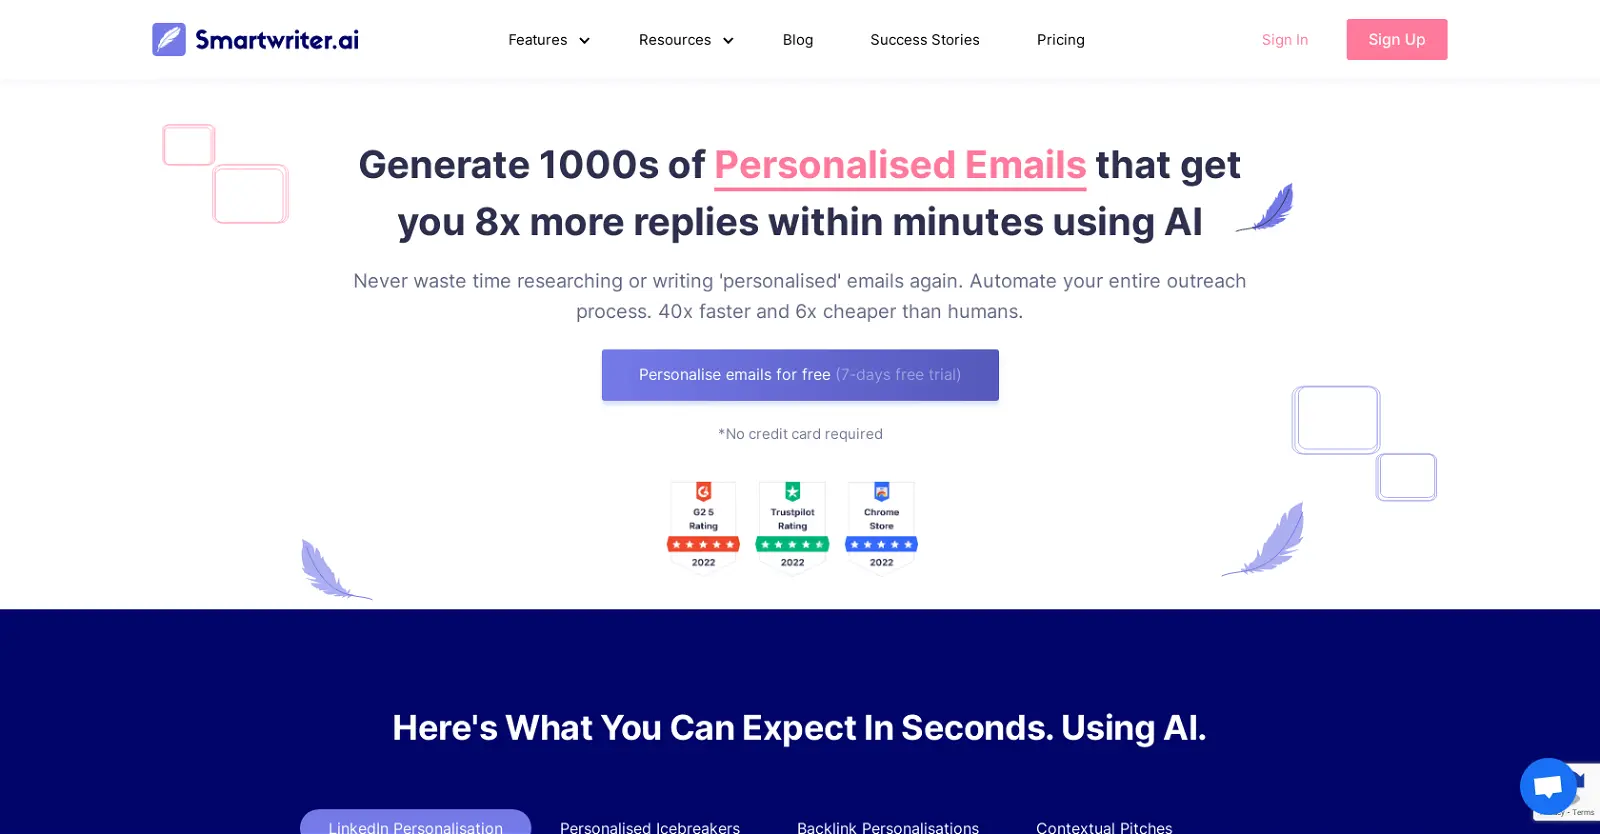 Smartwriter.ai
Features
Resources
Blog
Success Stories
Pricing
Sign In
Sign Up
Generate 1000s of Personalised Emails that get
you 8x more replies within minutes using AI
Never waste time researching or writing 'personalised' emails again. Automate your entire outreach
process. 40x faster and 6x cheaper than humans.
Personalise emails for free (7-days free trial)
*No credit card required
G2 5
Rating
2022
Trustpilot
Rating
2022
Chrome
Store
2022
Here's What You Can Expect In Seconds. Using AI.
LinkedIn Personalisation
Personalised Icebreakers
Backlink Personalisations
Contextual Pitches
- Terms